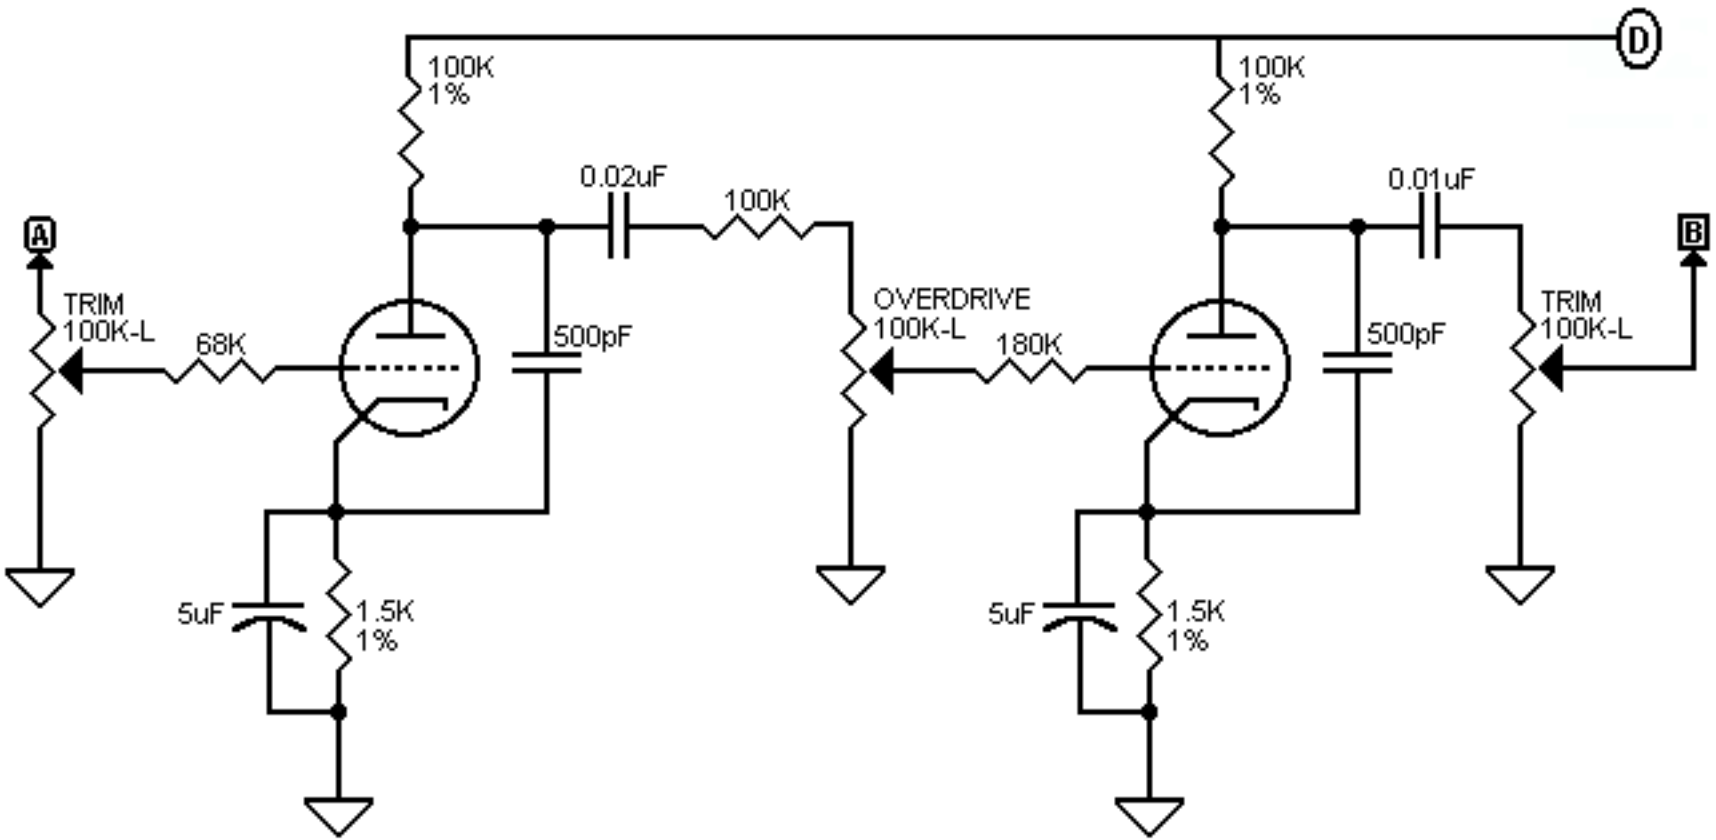 D
100K
1%
100K
1%
0.02uF
100K
0.01uF
A
B
TRIM
100K-L
68K
500pF
OVERDRIVE
100K-L
180K
500pF
TRIM
100K-L
5uF
1.5K
1%
5uF
1.5K
1%